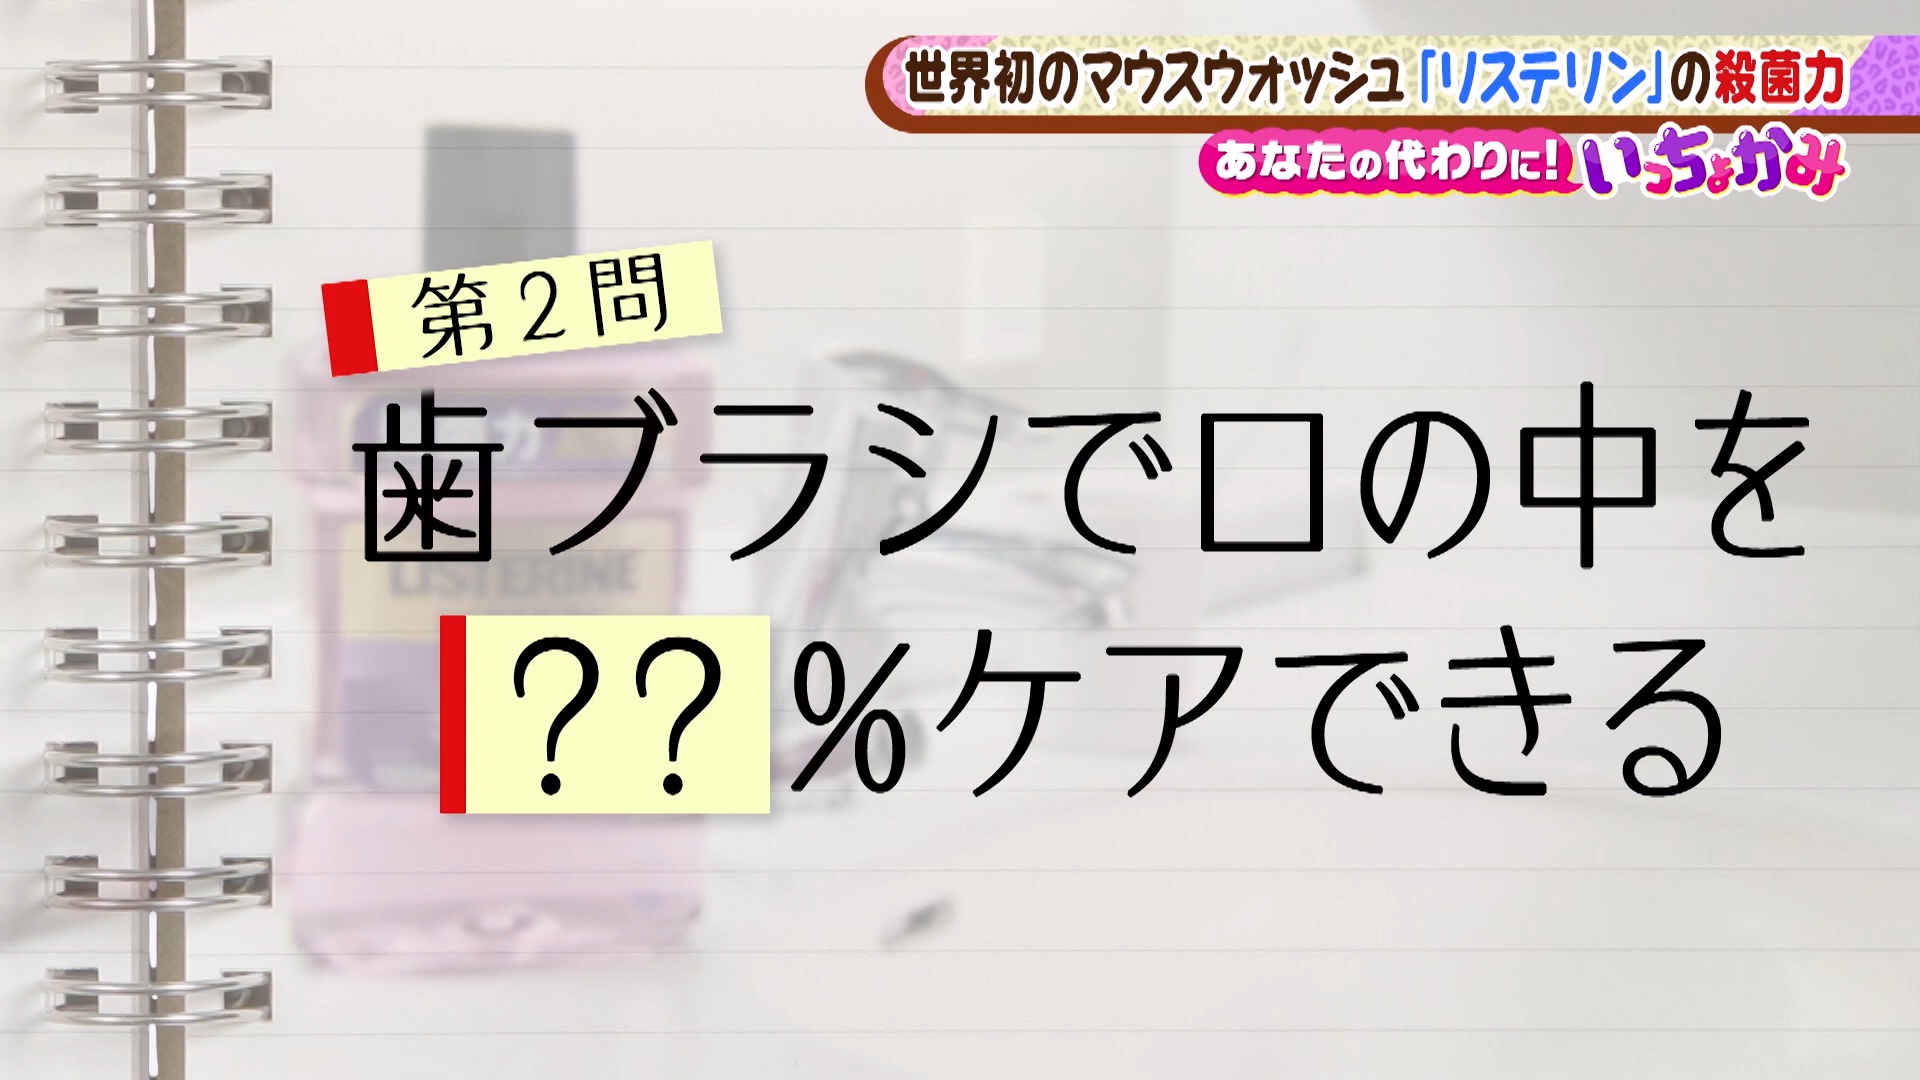 世界初のマウスウォッシュ「リステリン」の殺菌力
あなたの代わりに!いっちょかみ
第2問
歯ブラシで口の中を
??%ケアできる
LISTERINE